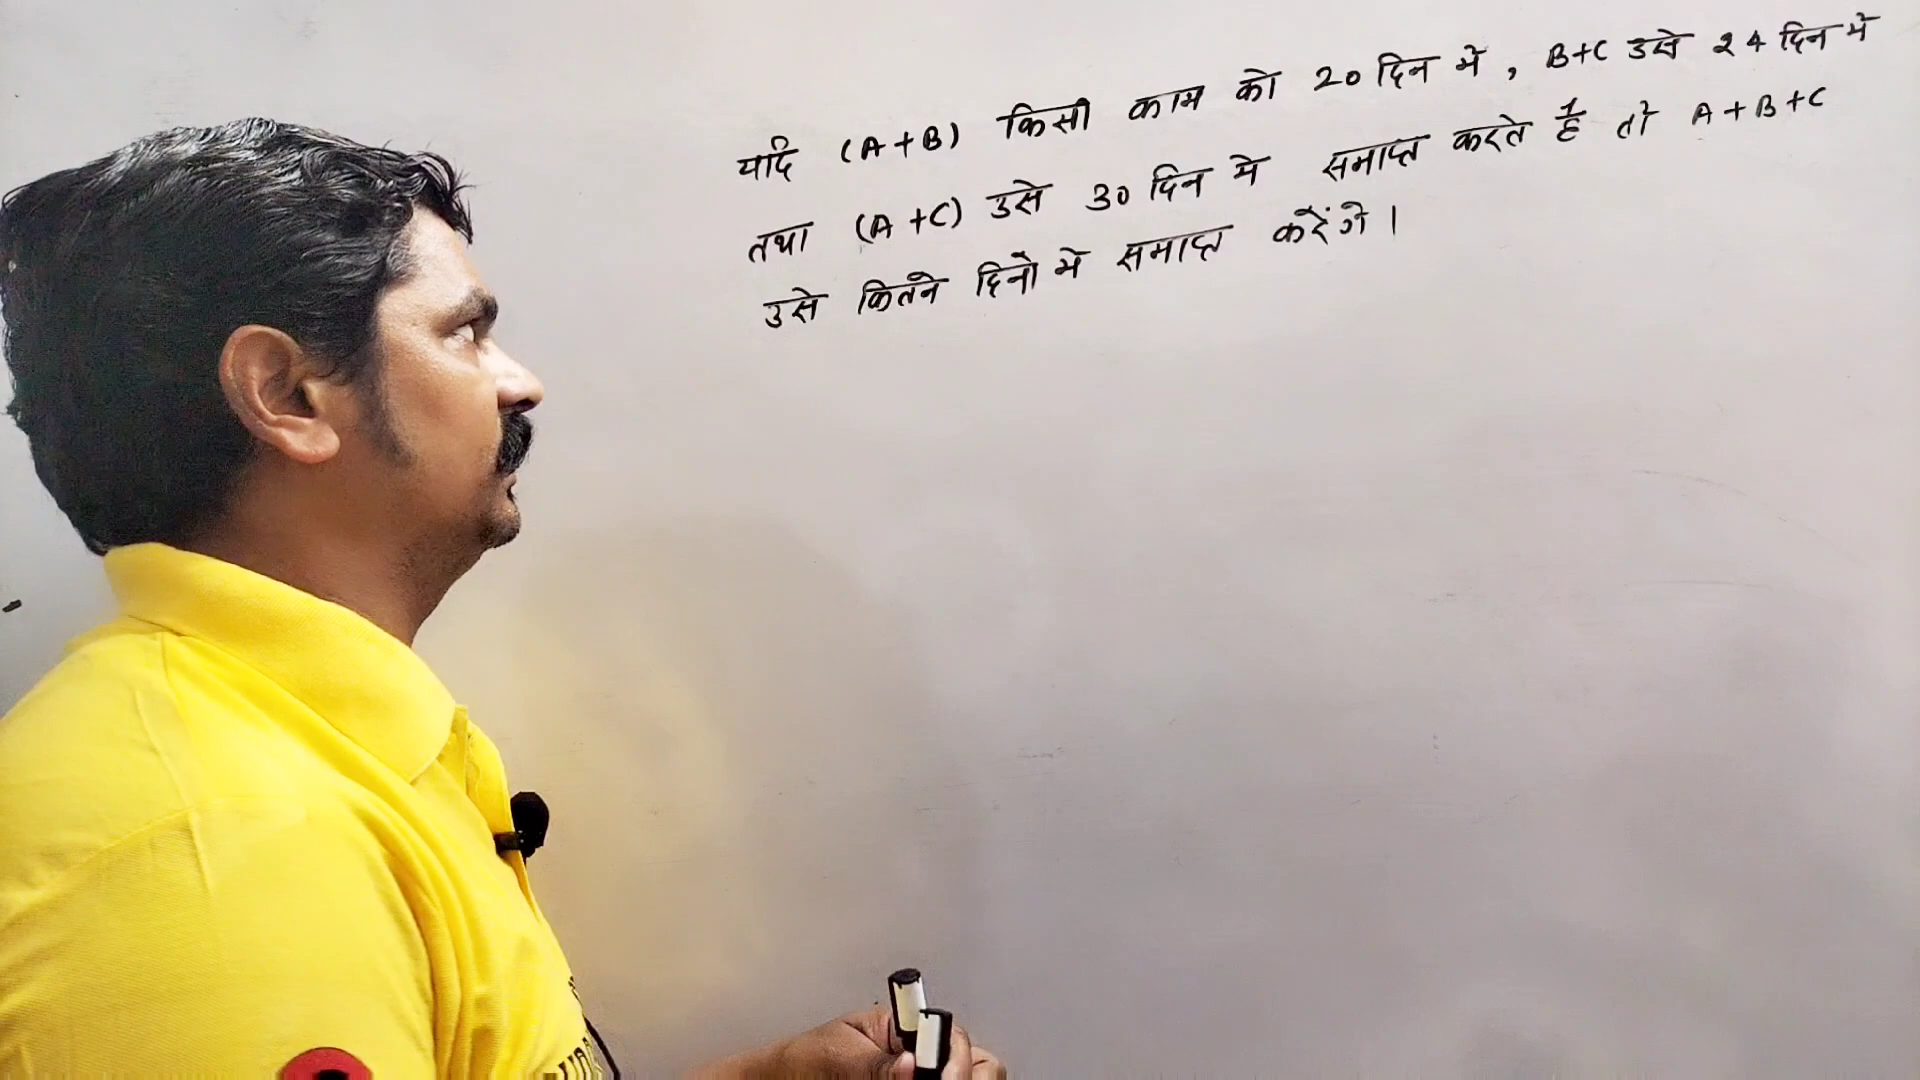 यदि (A+B) किसी काम को 20 दिन में, B+C उसे 24 दिन में
तथा (A+C) उसे 30 दिन में समाप्त करते है तो A+B+C
उसे कितने दिनों में समाप्त करेंगे।